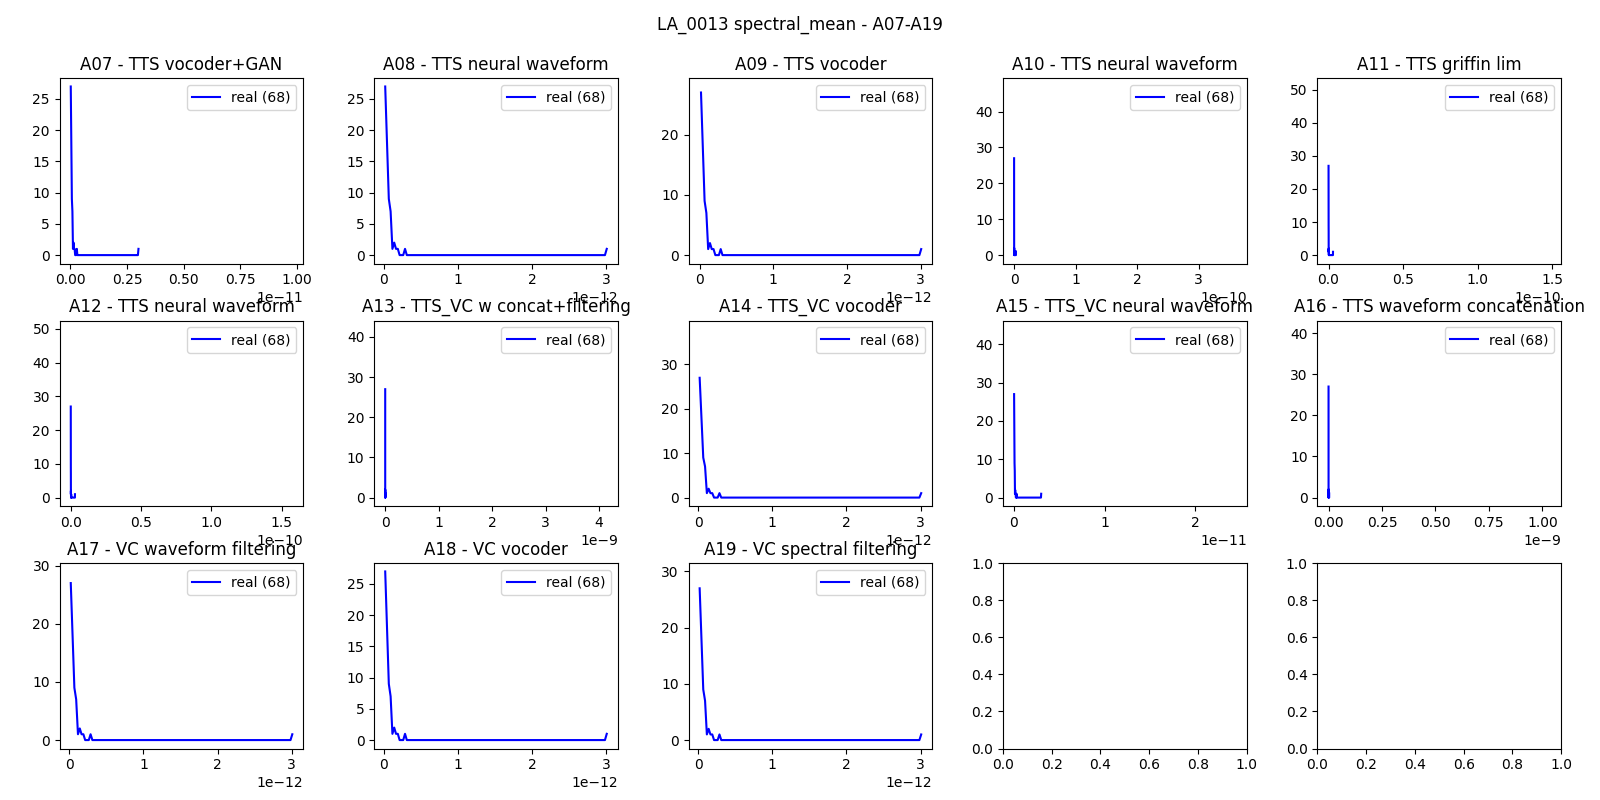 LA_0013 spectral_mean - A07-A19
A07 - TTS vocoder+GAN
A08 - TTS neural waveform
A09 - TTS vocoder
A10 - TTS neural waveform
A11 - TTS griffin lim
real (68)
real (68)
real (68)
real (68)
real (68)
25
20
15
10
5
0
25
20
15
10
5
0
20
10
0
40
30
20
10
0
50
40
30
20
10
0
0.00 0.25 0.50 0.75 1.00
1e−11
0 1 2 3
1e−12
0 1 2 3
1e−12
0 1 2 3
1e−10
0.0 0.5 1.0 1.5
1e−10
A12 - TTS neural waveform
A13 - TTS_VC w concat+filtering
A14 - TTS_VC vocoder
A15 - TTS_VC neural waveform
A16 - TTS waveform concatenation
real (68)
real (68)
real (68)
real (68)
real (68)
50
40
30
20
10
0
40
30
20
10
0
30
20
10
0
40
30
20
10
0
40
30
20
10
0
0.0 0.5 1.0 1.5
1e−10
0 1 2 3 4
1e−9
0 1 2 3
1e−12
0 1 2
1e−11
0.00 0.25 0.50 0.75 1.00
1e−9
A17 - VC waveform filtering
A18 - VC vocoder
A19 - VC spectral filtering
real (68)
real (68)
real (68)
30
20
10
0
25
20
15
10
5
0
30
20
10
0
1.0
0.8
0.6
0.4
0.2
0.0
1.0
0.8
0.6
0.4
0.2
0.0
0 1 2 3
1e−12
0 1 2 3
1e−12
0 1 2 3
1e−12
0.0 0.2 0.4 0.6 0.8 1.0
0.0 0.2 0.4 0.6 0.8 1.0